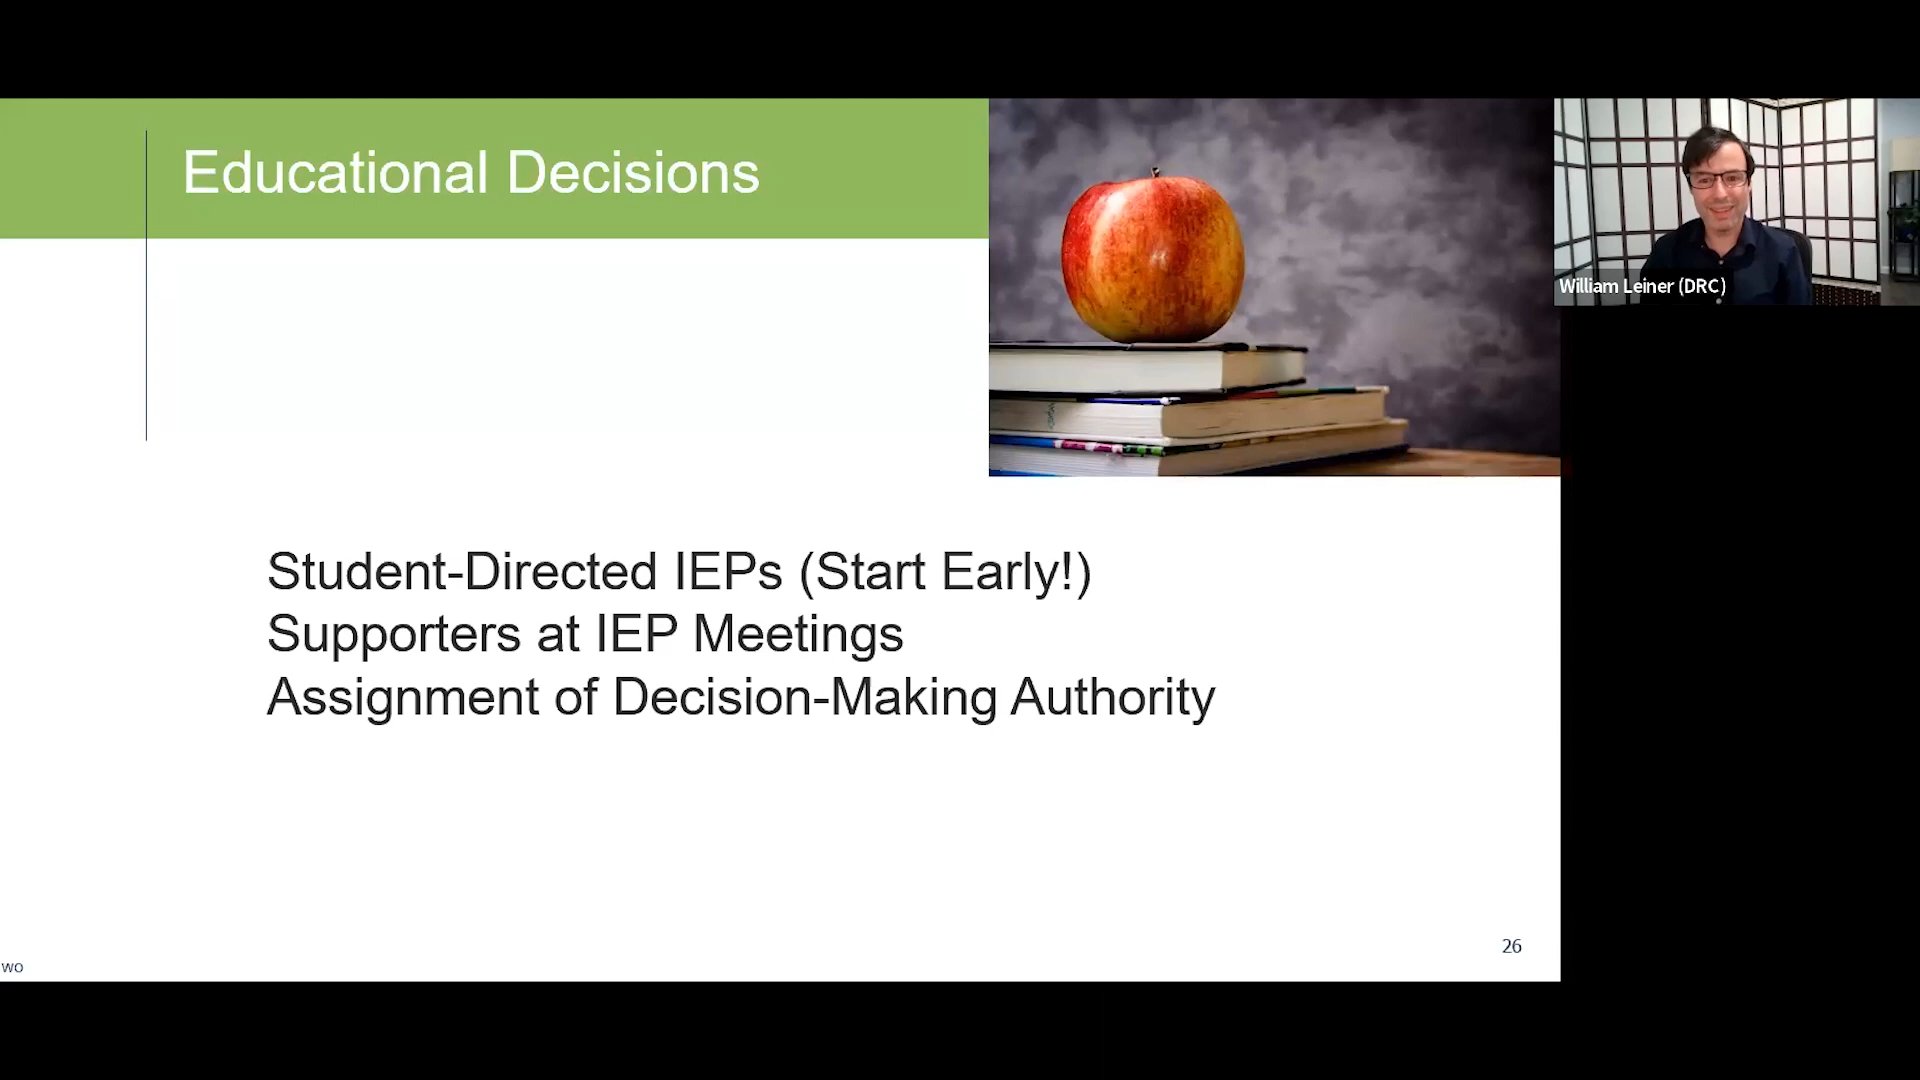 Educational Decisions
William Leiner (DRC)
Student-Directed IEPs (Start Early!)
Supporters at IEP Meetings
Assignment of Decision-Making Authority
26
wo